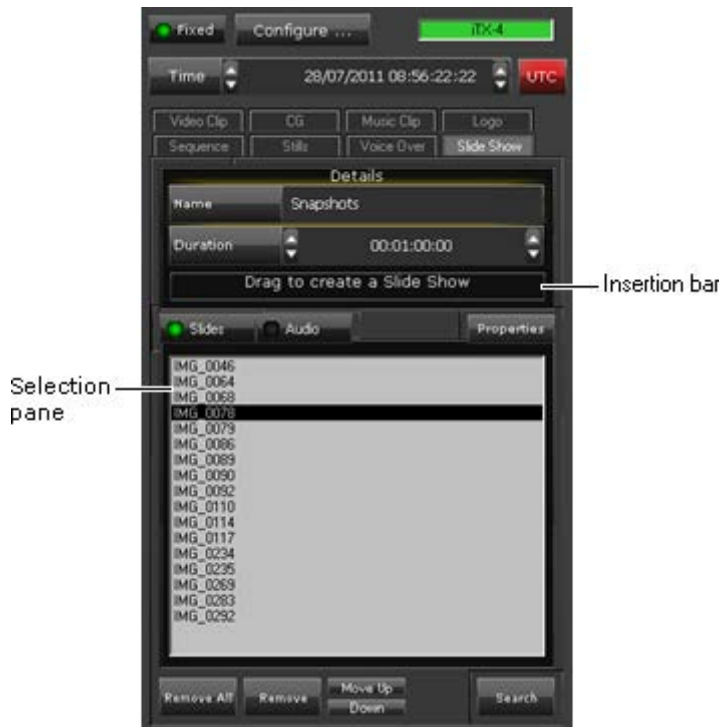 Fixed Configure ... iTX-4
Time 28/07/2011 08:56:22:22 UTC
Video Clip CG Music Clip Logo
Sequence Stills Voice Over Slide Show
Details
Name Snapshots
Duration 00:01:00:00
Drag to create a Slide Show
Insertion bar
Slides Audio Properties
Selection pane
IMG_0046
IMG_0064
IMG_0068
IMG_0078
IMG_0079
IMG_0086
IMG_0089
IMG_0090
IMG_0092
IMG_0110
IMG_0114
IMG_0117
IMG_0234
IMG_0235
IMG_0269
IMG_0283
IMG_0292
Remove All Remove Move Up Down Search